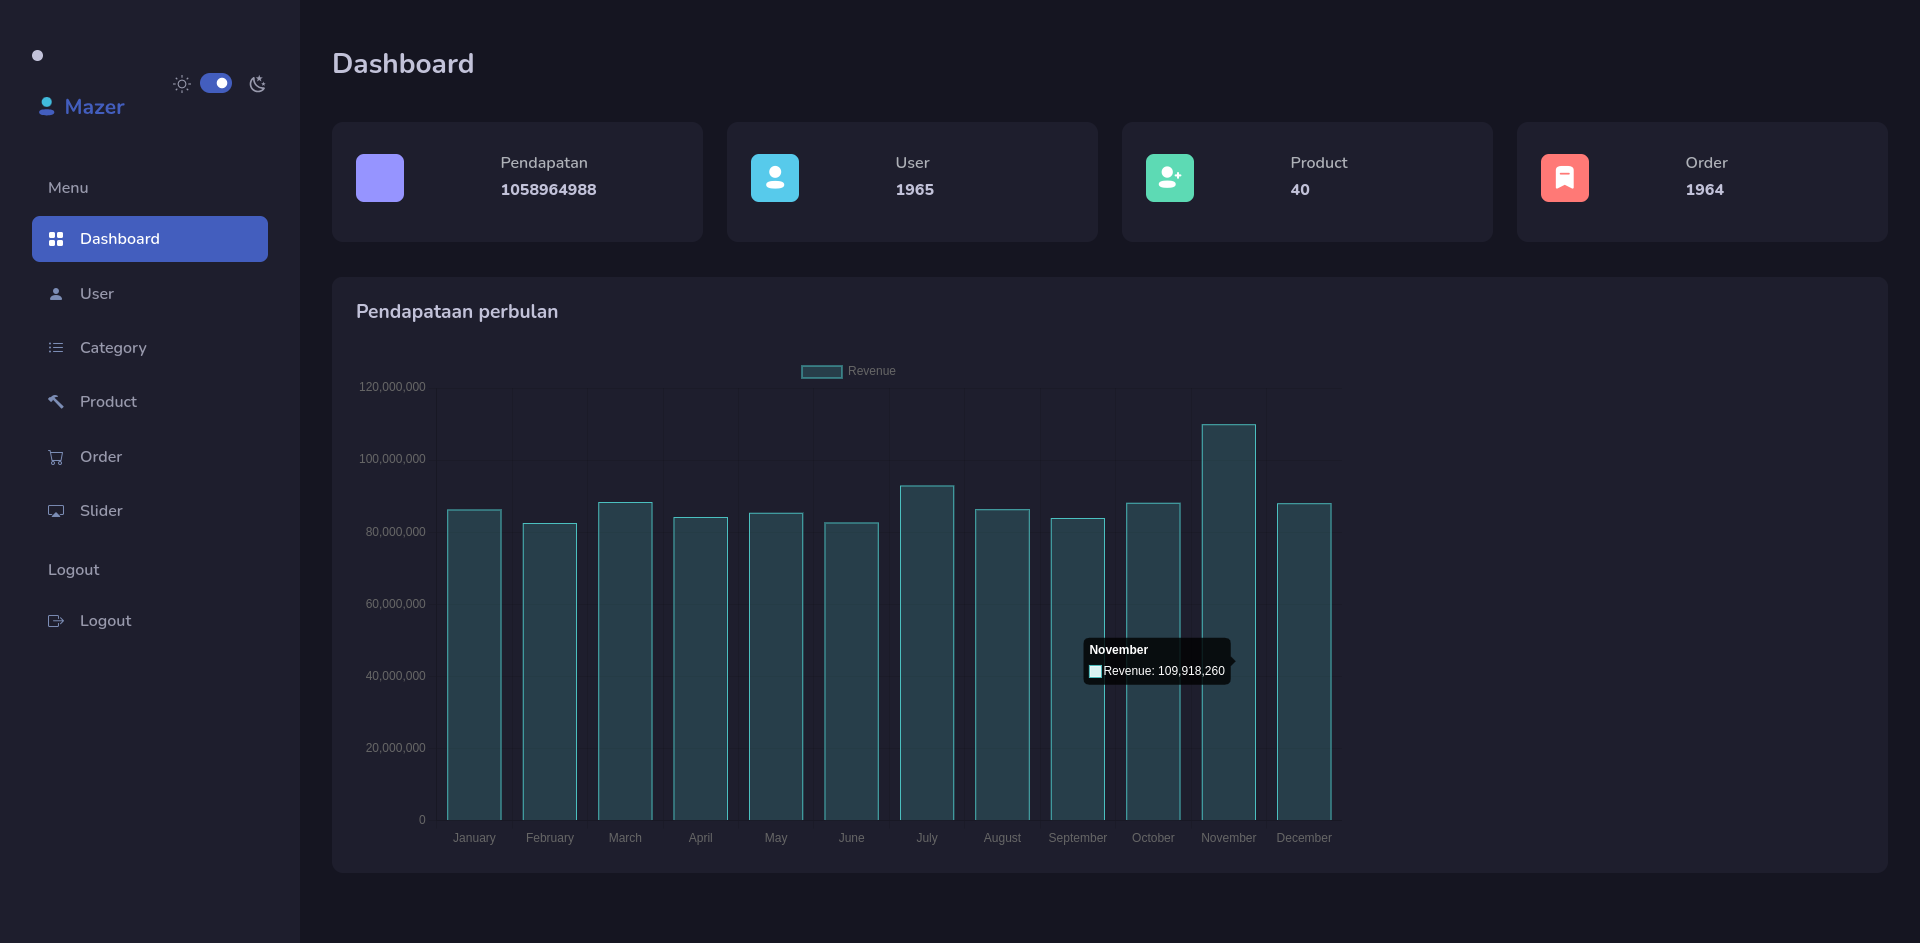 Mazer
Menu
Dashboard
User
Category
Product
Order
Slider
Logout
Logout
Dashboard
Pendapatan
1058964988
User
1965
Product
40
Order
1964
Pendapataan perbulan
Revenue
120,000,000
100,000,000
80,000,000
60,000,000
40,000,000
20,000,000
0
November
Revenue: 109,918,260
January February March April May June July August September October November December